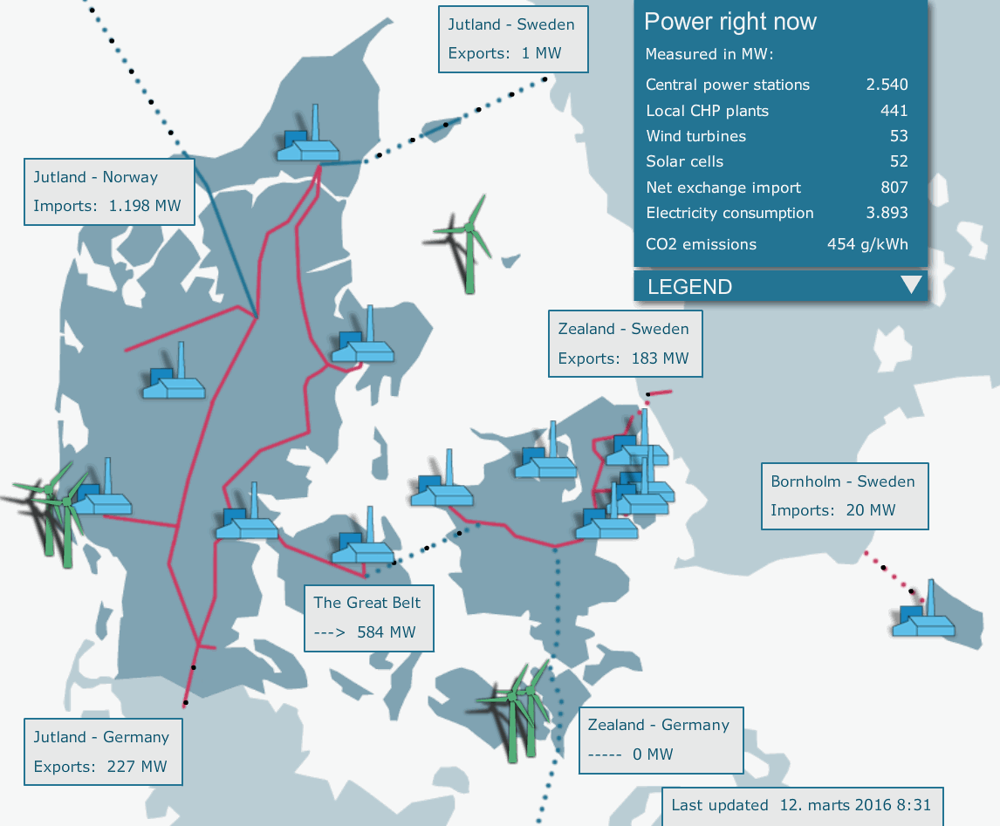 Jutland - Sweden
Exports: 1 MW
Power right now
Measured in MW:
Central power stations 2.540
Local CHP plants 441
Wind turbines 53
Solar cells 52
Net exchange import 807
Electricity consumption 3.893
CO2 emissions 454 g/kWh
LEGEND
Jutland - Norway
Imports: 1.198 MW
Zealand - Sweden
Exports: 183 MW
Bornholm - Sweden
Imports: 20 MW
The Great Belt
---> 584 MW
Jutland - Germany
Exports: 227 MW
Zealand - Germany
----- 0 MW
Last updated 12. marts 2016 8:31